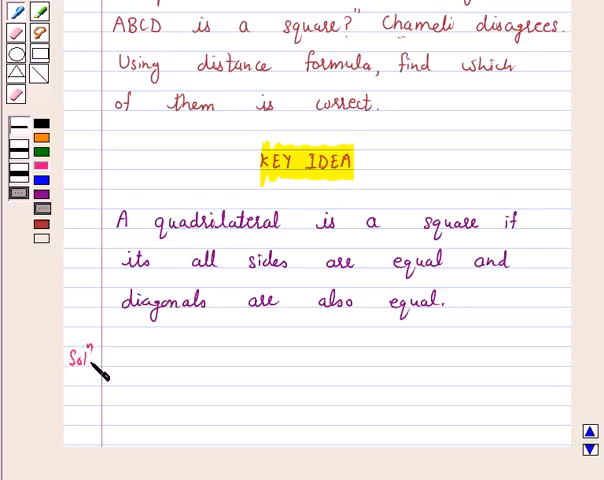 ABCD is a square?" Chameli disagrees.
Using distance formula, find which
of them is correct.
KEY IDEA
A quadrilateral is a square if
its all sides are equal and
diagonals are also equal.
Solⁿ